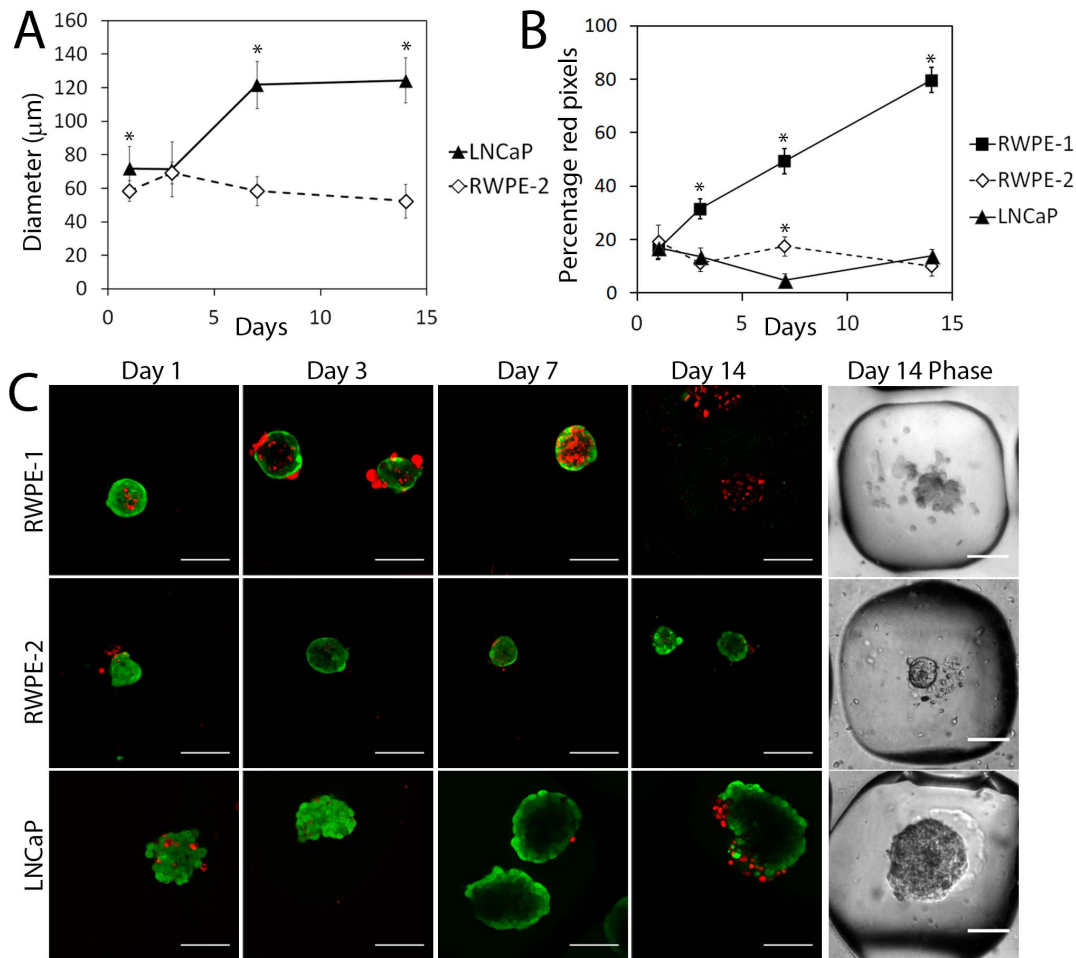 A
160
140
120
100
80
60
40
20
0
0
5
10
15
Diameter (μm)
Days
*
*
*
LNCaP
RWPE-2
B
100
80
60
40
20
0
0
5
10
15
Percentage red pixels
Days
*
*
*
*
RWPE-1
RWPE-2
LNCaP
C
Day 1
Day 3
Day 7
Day 14
Day 14 Phase
RWPE-1
RWPE-2
LNCaP